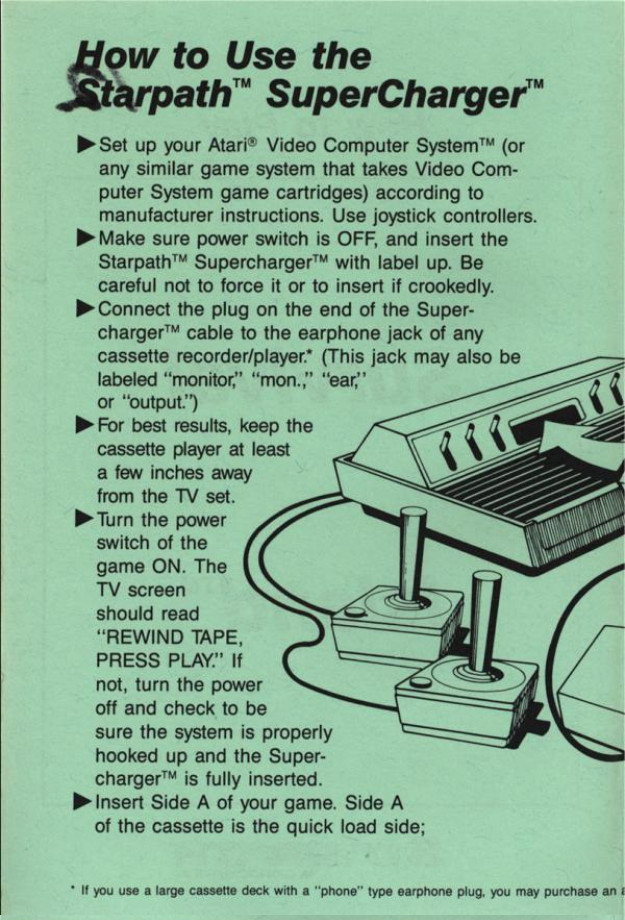 How to Use the
Starpath™ SuperCharger™
▶Set up your Atari® Video Computer System™ (or
any similar game system that takes Video Com-
puter System game cartridges) according to
manufacturer instructions. Use joystick controllers.
▶Make sure power switch is OFF, and insert the
Starpath™ Supercharger™ with label up. Be
careful not to force it or to insert if crookedly.
▶Connect the plug on the end of the Super-
charger™ cable to the earphone jack of any
cassette recorder/player.* (This jack may also be
labeled "monitor," "mon.," "ear,"
or "output.")
▶For best results, keep the
cassette player at least
a few inches away
from the TV set.
▶Turn the power
switch of the
game ON. The
TV screen
should read
"REWIND TAPE,
PRESS PLAY." If
not, turn the power
off and check to be
sure the system is properly
hooked up and the Super-
charger™ is fully inserted.
▶Insert Side A of your game. Side A
of the cassette is the quick load side;
* If you use a large cassette deck with a "phone" type earphone plug, you may purchase an